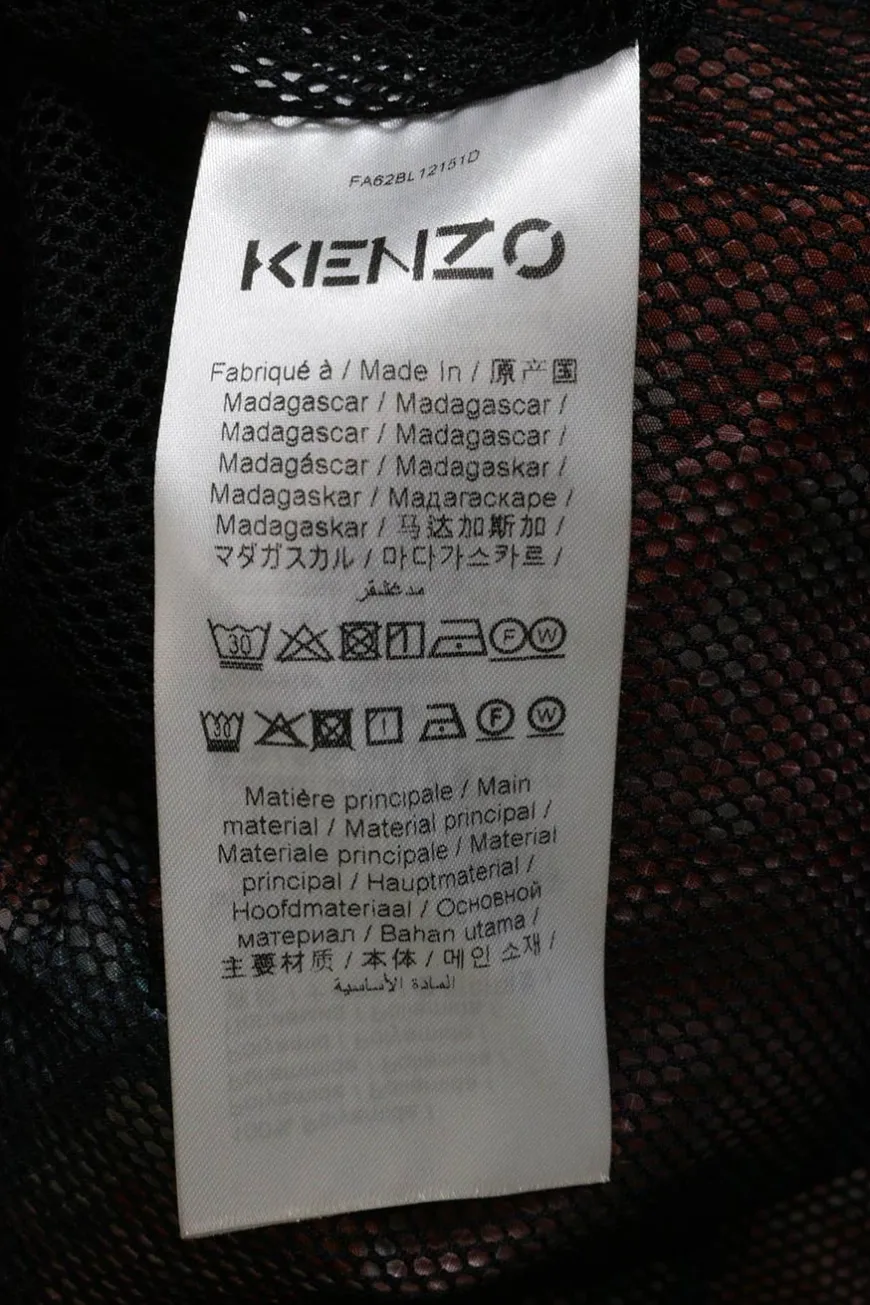 FA62BL12151D
KENZO
Fabriqué à / Made in / 原产国
Madagascar / Madagascar /
Madagascar / Madagascar /
Madagáscar / Madagaskar /
Madagaskar / Мадагаскаре /
Madagaskar / 马达加斯加 /
マダガスカル / 마다가스카르 /
مدغشقر
30 F W
30 F W
Matière principale / Main
material / Material principal /
Materiale principale / Material
principal / Hauptmaterial /
Hoofdmateriaal / Основной
материал / Bahan utama /
主要材质 / 本体 / 메인 소재 /
المادة الأساسية